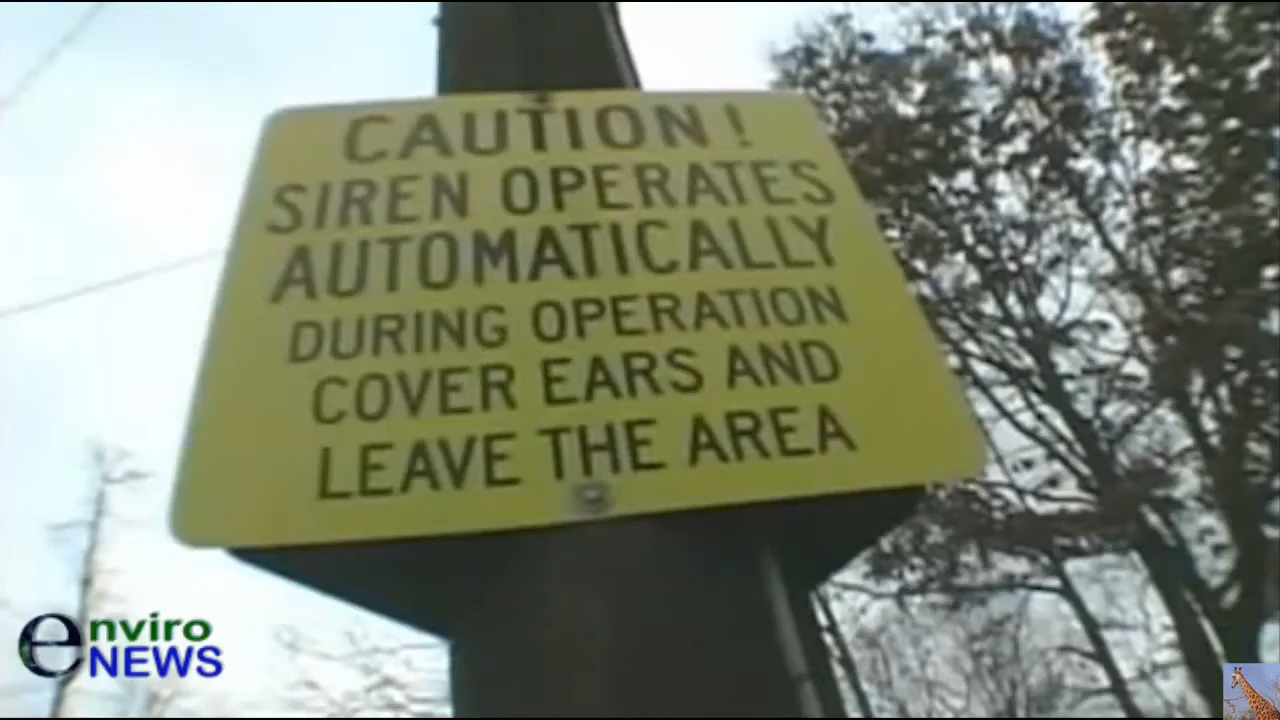 CAUTION!
SIREN OPERATES
AUTOMATICALLY
DURING OPERATION
COVER EARS AND
LEAVE THE AREA
enviro
NEWS